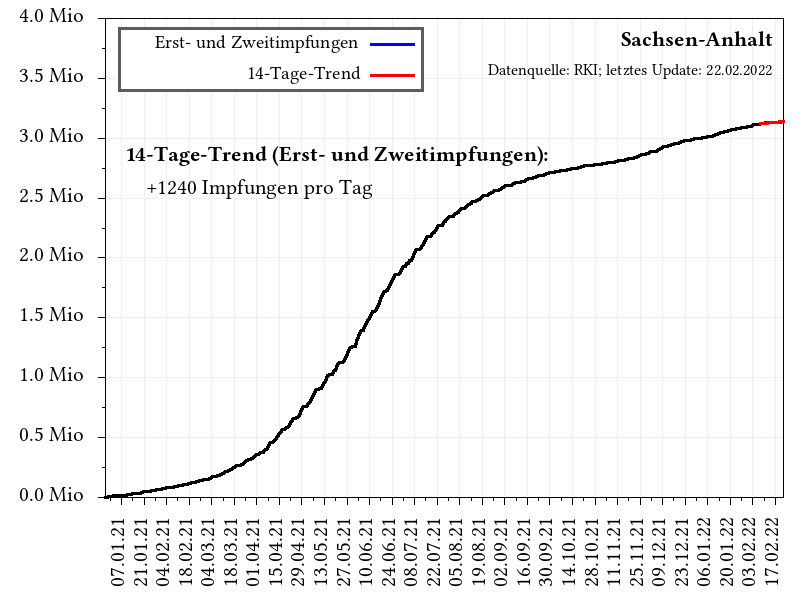 4.0 Mio
3.5 Mio
3.0 Mio
2.5 Mio
2.0 Mio
1.5 Mio
1.0 Mio
0.5 Mio
0.0 Mio
Erst- und Zweitimpfungen
14-Tage-Trend
Sachsen-Anhalt
Datenquelle: RKI; letztes Update: 22.02.2022
14-Tage-Trend (Erst- und Zweitimpfungen):
+1240 Impfungen pro Tag
07.01.21
21.01.21
04.02.21
18.02.21
04.03.21
18.03.21
01.04.21
15.04.21
29.04.21
13.05.21
27.05.21
10.06.21
24.06.21
08.07.21
22.07.21
05.08.21
19.08.21
02.09.21
16.09.21
30.09.21
14.10.21
28.10.21
11.11.21
25.11.21
09.12.21
23.12.21
06.01.22
20.01.22
03.02.22
17.02.22